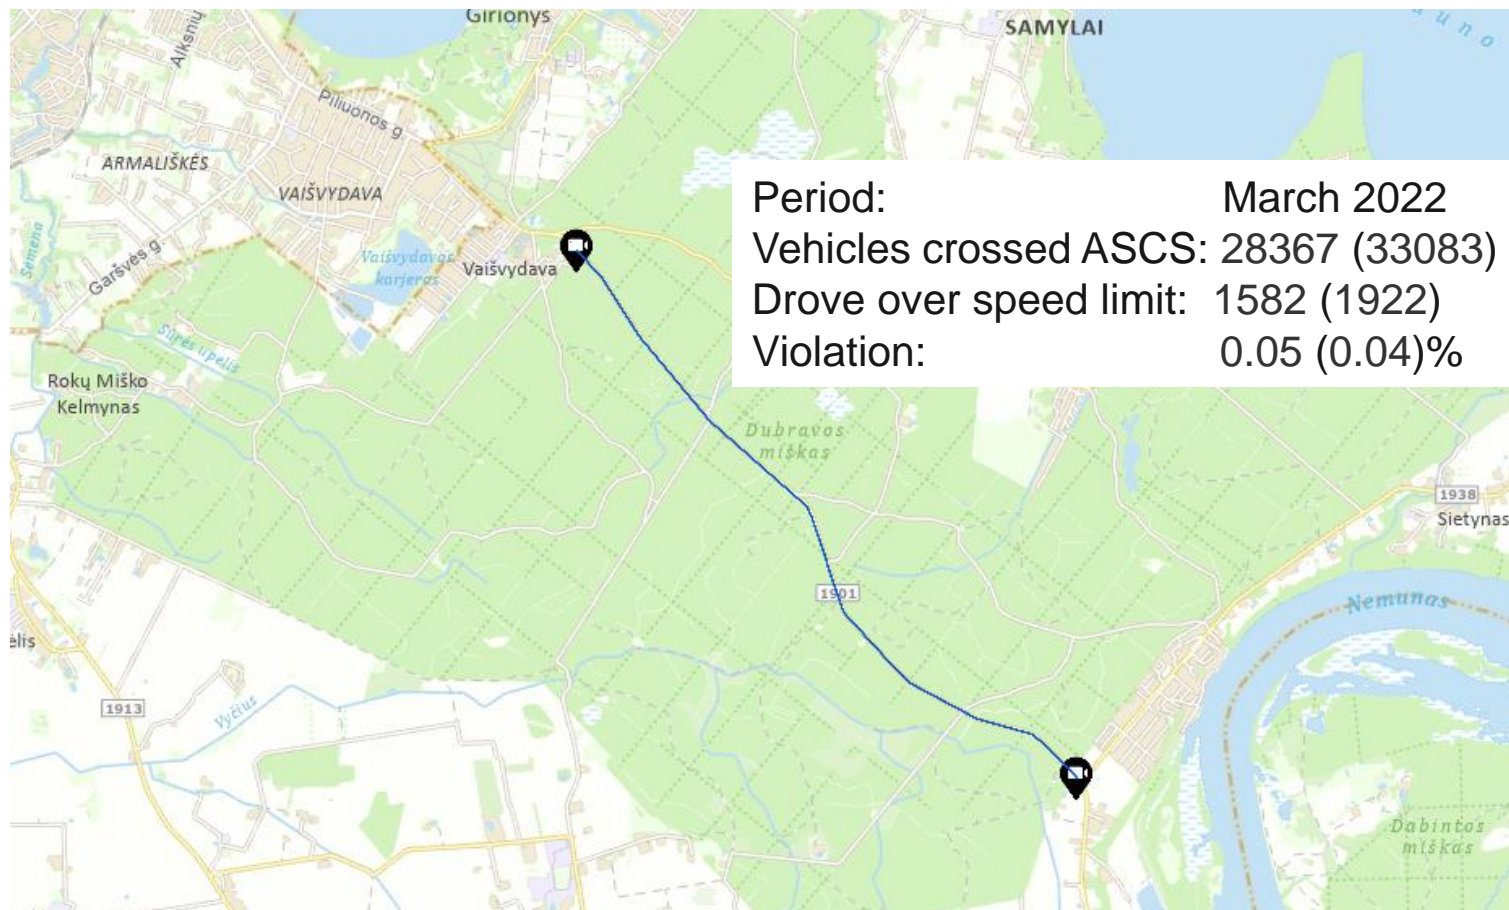 Girionys
SAMYLAI
Alksnių
Piliuonos g.
ARMALIŠKĖS
VAIŠVYDAVA
Garšvės g.
Vaišvydavos
karjeras
Vaišvydava
Period: March 2022
Vehicles crossed ASCS: 28367 (33083)
Drove over speed limit: 1582 (1922)
Violation: 0.05 (0.04)%
Sūrės upelis
Rokų Miško
Kelmynas
Dubravos
miškas
1938
Sietynas
1901
Nemunas
1913
Vyčius
Dabintos
miškas